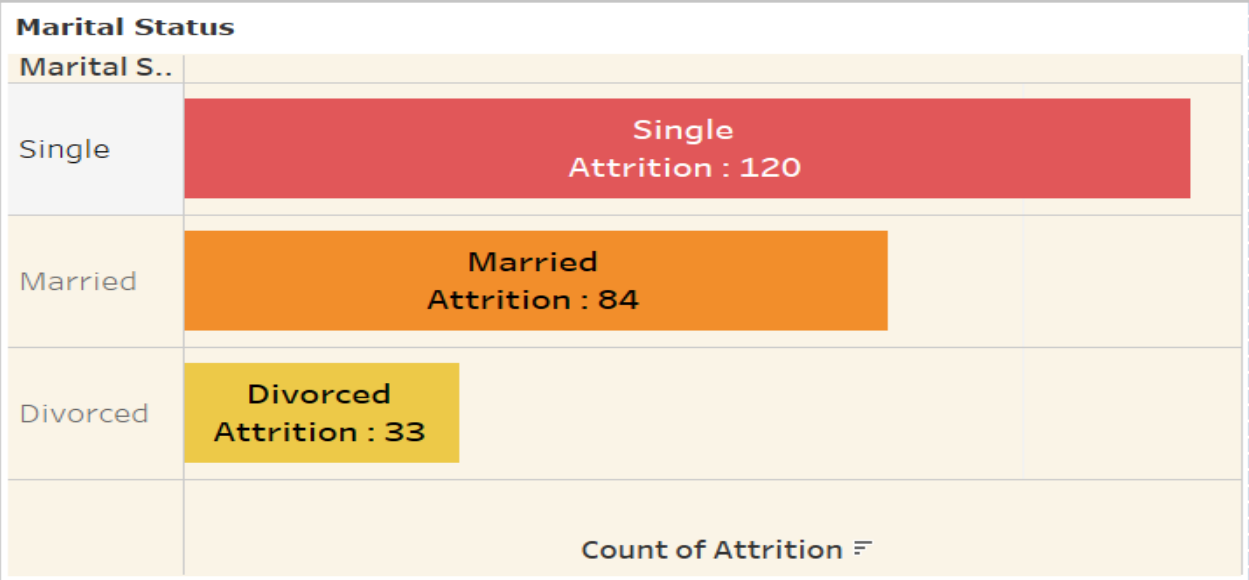 Marital Status
Marital S..
Single
Single
Attrition : 120
Married
Married
Attrition : 84
Divorced
Divorced
Attrition : 33
Count of Attrition